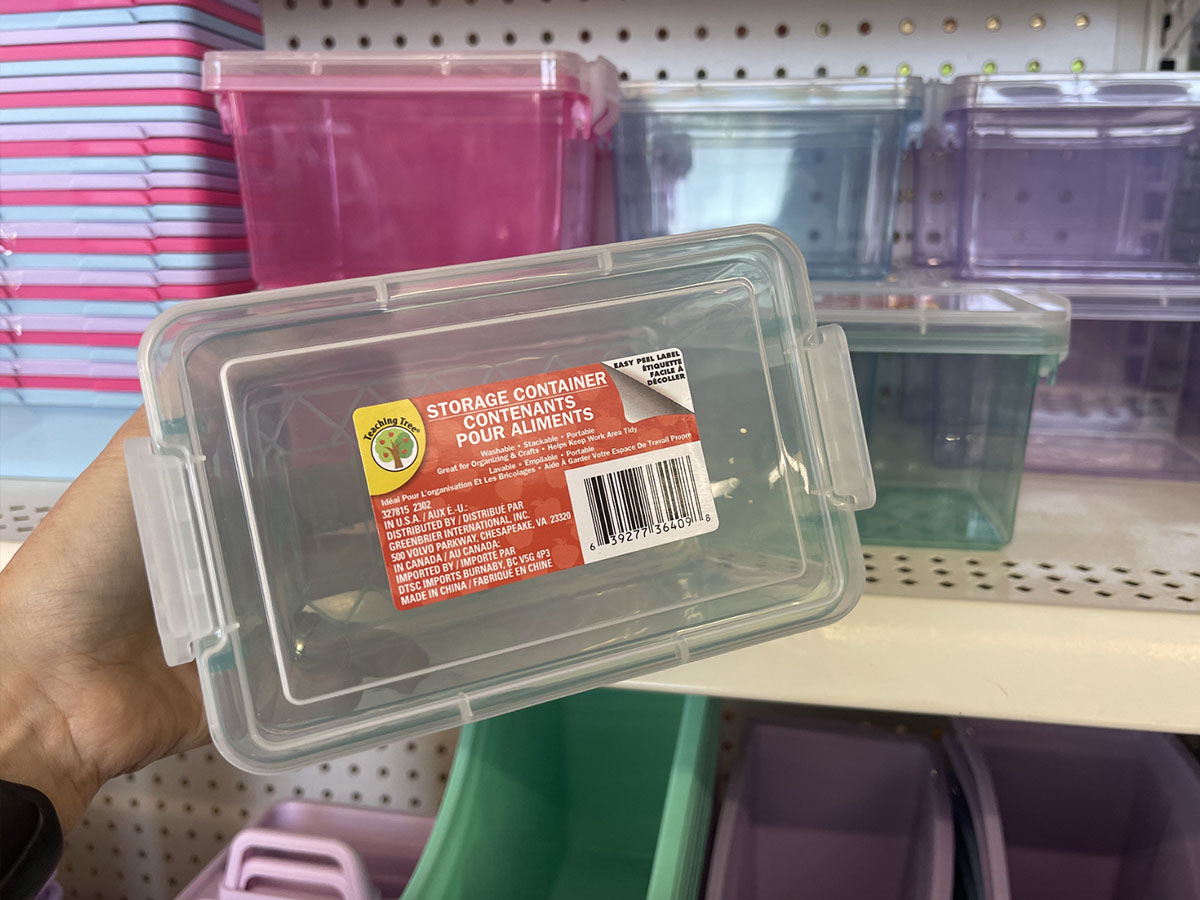 EASY PEEL LABEL
ÉTIQUETTE
FACILE À
DÉCOLLER
Teaching Tree®
STORAGE CONTAINER
CONTENANTS
POUR ALIMENTS
Washable • Stackable • Portable
Great for Organizing & Crafts • Helps Keep Work Area Tidy
Lavable • Empilable • Portable
Idéal Pour L'organisation Et Les Bricolages • Aide À Garder Votre Espace De Travail Propre
327815 2302
IN U.S.A. / AUX É.-U.:
DISTRIBUTED BY / DISTRIBUÉ PAR
GREENBRIER INTERNATIONAL, INC.
500 VOLVO PARKWAY, CHESAPEAKE, VA 23320
IN CANADA / AU CANADA:
IMPORTED BY / IMPORTÉ PAR
DTSC IMPORTS BURNABY, BC V5G 4P3
MADE IN CHINA / FABRIQUÉ EN CHINE
6 39277 36409 8